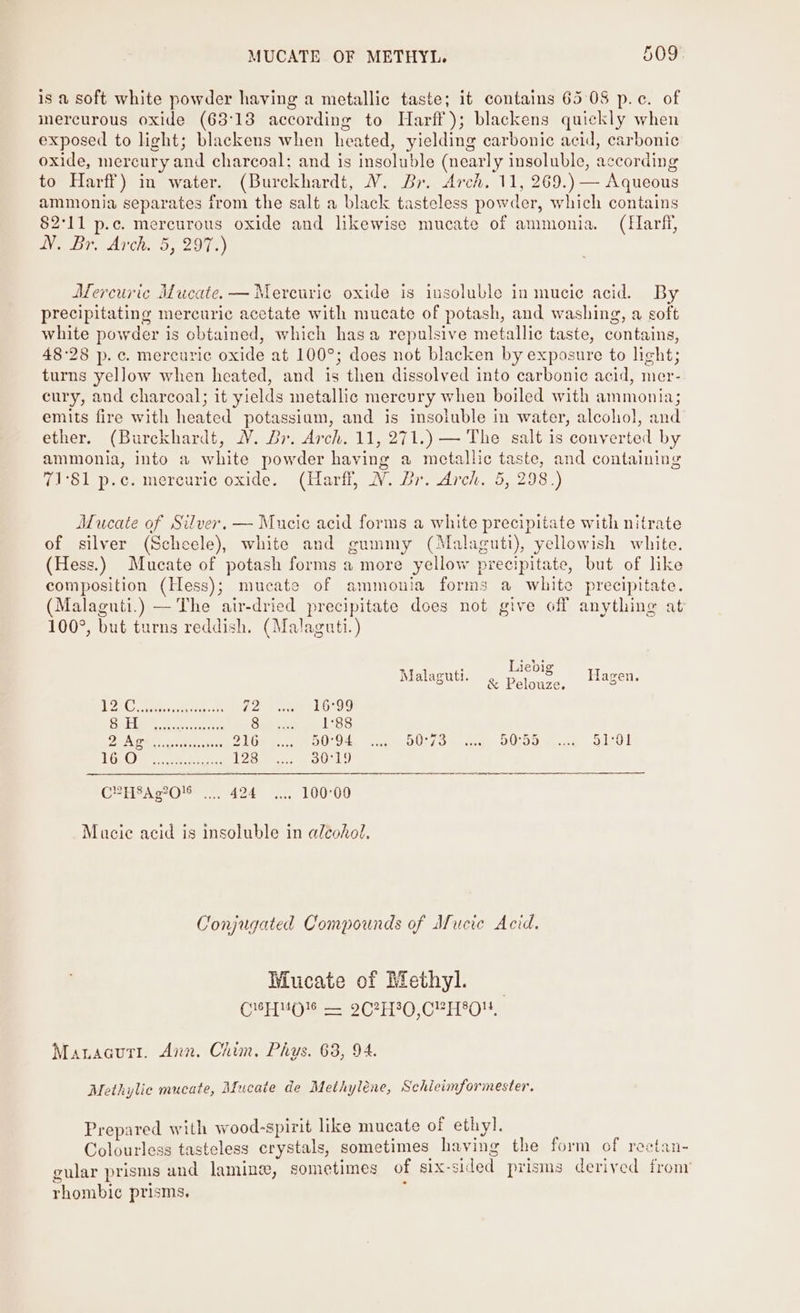 MUCATE OF METHYL. 509
is a soft white powder having a metallic taste; it contains 65·08 p. c. of
mercurous oxide (63·13 according to Harff); blackens quickly when
exposed to light; blackens when heated, yielding carbonic acid, carbonic
oxide, mercury and charcoal; and is insoluble (nearly insoluble, according
to Harff) in water. (Burckhardt, N. Br. Arch. 11, 269.) — Aqueous
ammonia separates from the salt a black tasteless powder, which contains
82·11 p.c. mercurous oxide and likewise mucate of ammonia. (Harff,
N. Br. Arch. 5, 297.)
Mercuric Mucate. — Mercuric oxide is insoluble in mucic acid. By
precipitating mercuric acetate with mucate of potash, and washing, a soft
white powder is obtained, which has a repulsive metallic taste, contains,
48·28 p. c. mercuric oxide at 100°; does not blacken by exposure to light;
turns yellow when heated, and is then dissolved into carbonic acid, mer-
cury, and charcoal; it yields metallic mercury when boiled with ammonia;
emits fire with heated potassium, and is insoluble in water, alcohol, and
ether. (Burckhardt, N. Br. Arch. 11, 271.) — The salt is converted by
ammonia, into a white powder having a metallic taste, and containing
71·81 p.c. mercuric oxide. (Harff, N. Br. Arch. 5, 298.)
Mucate of Silver. — Mucic acid forms a white precipitate with nitrate
of silver (Scheele), white and gummy (Malaguti), yellowish white.
(Hess.) Mucate of potash forms a more yellow precipitate, but of like
composition (Hess); mucate of ammonia forms a white precipitate.
(Malaguti.) — The air-dried precipitate does not give off anything at
100°, but turns reddish. (Malaguti.)
Malaguti. Liebig & Pelouze. Hagen.
12 C .... 72 .... 16·99
8 H .... 8 .... 1·88
2 Ag .... 216 .... 50·94 .... 50·73 .... 50·55 .... 51·01
16 O .... 128 .... 30·19
C¹²H⁸Ag²O¹⁶ .... 424 .... 100·00
Mucic acid is insoluble in alcohol.
Conjugated Compounds of Mucic Acid.
Mucate of Methyl.
C¹⁶H¹⁴O¹⁶ = 2C²H³O,C¹²H⁸O¹⁴.
MALAGUTI. Ann. Chim. Phys. 63, 94.
Methylic mucate, Mucate de Methylène, Schleimformester.
Prepared with wood-spirit like mucate of ethyl.
Colourless tasteless crystals, sometimes having the form of rectan-
gular prisms and laminæ, sometimes of six-sided prisms derived from
rhombic prisms.